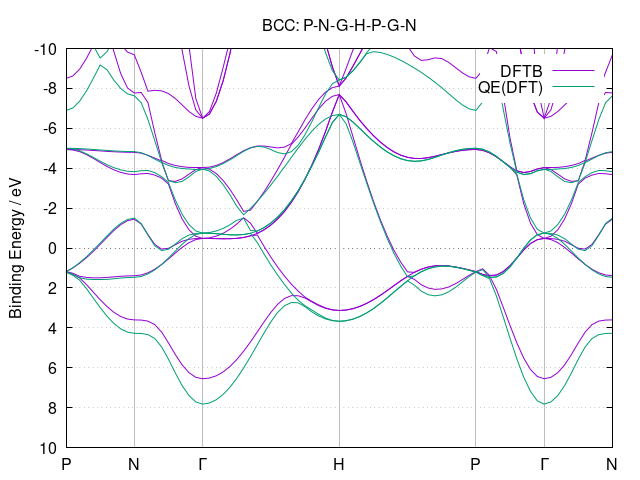 BCC: P-N-G-H-P-G-N
-10
-8
-6
-4
-2
0
2
4
6
8
10
Binding Energy / eV
DFTB
QE(DFT)
P N Γ H P Γ N